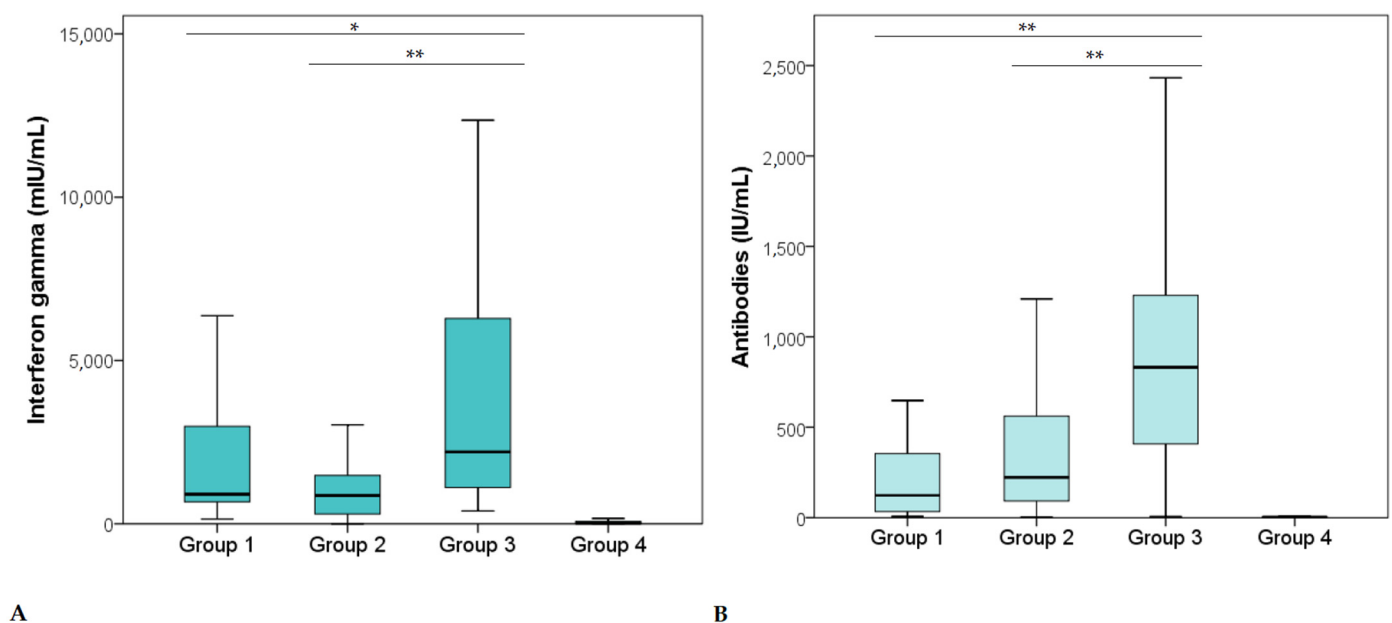 Interferon gamma (mIU/mL)
15,000
10,000
5,000
0
*
**
Group 1 Group 2 Group 3 Group 4
A
Antibodies (IU/mL)
2,500
2,000
1,500
1,000
500
0
**
**
Group 1 Group 2 Group 3 Group 4
B